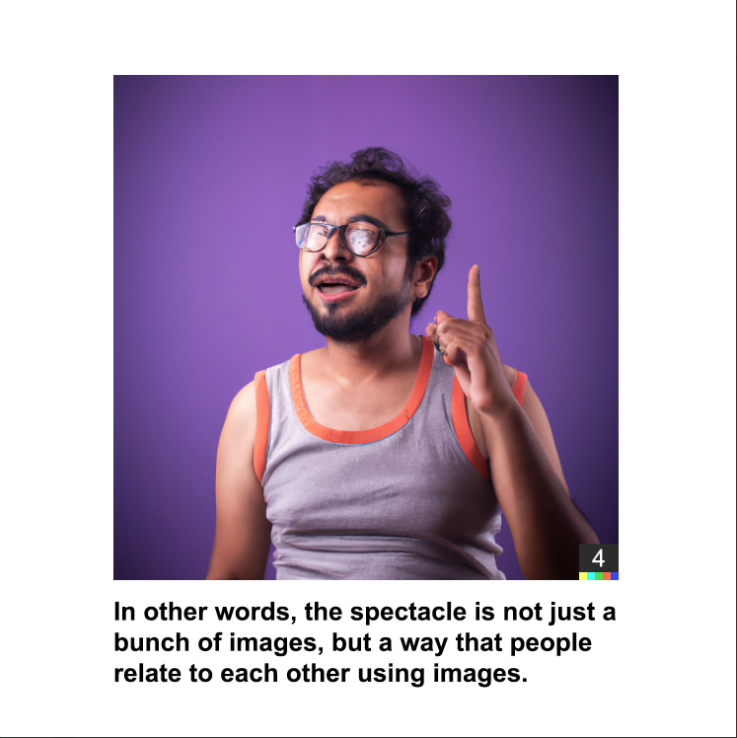 4
In other words, the spectacle is not just a
bunch of images, but a way that people
relate to each other using images.